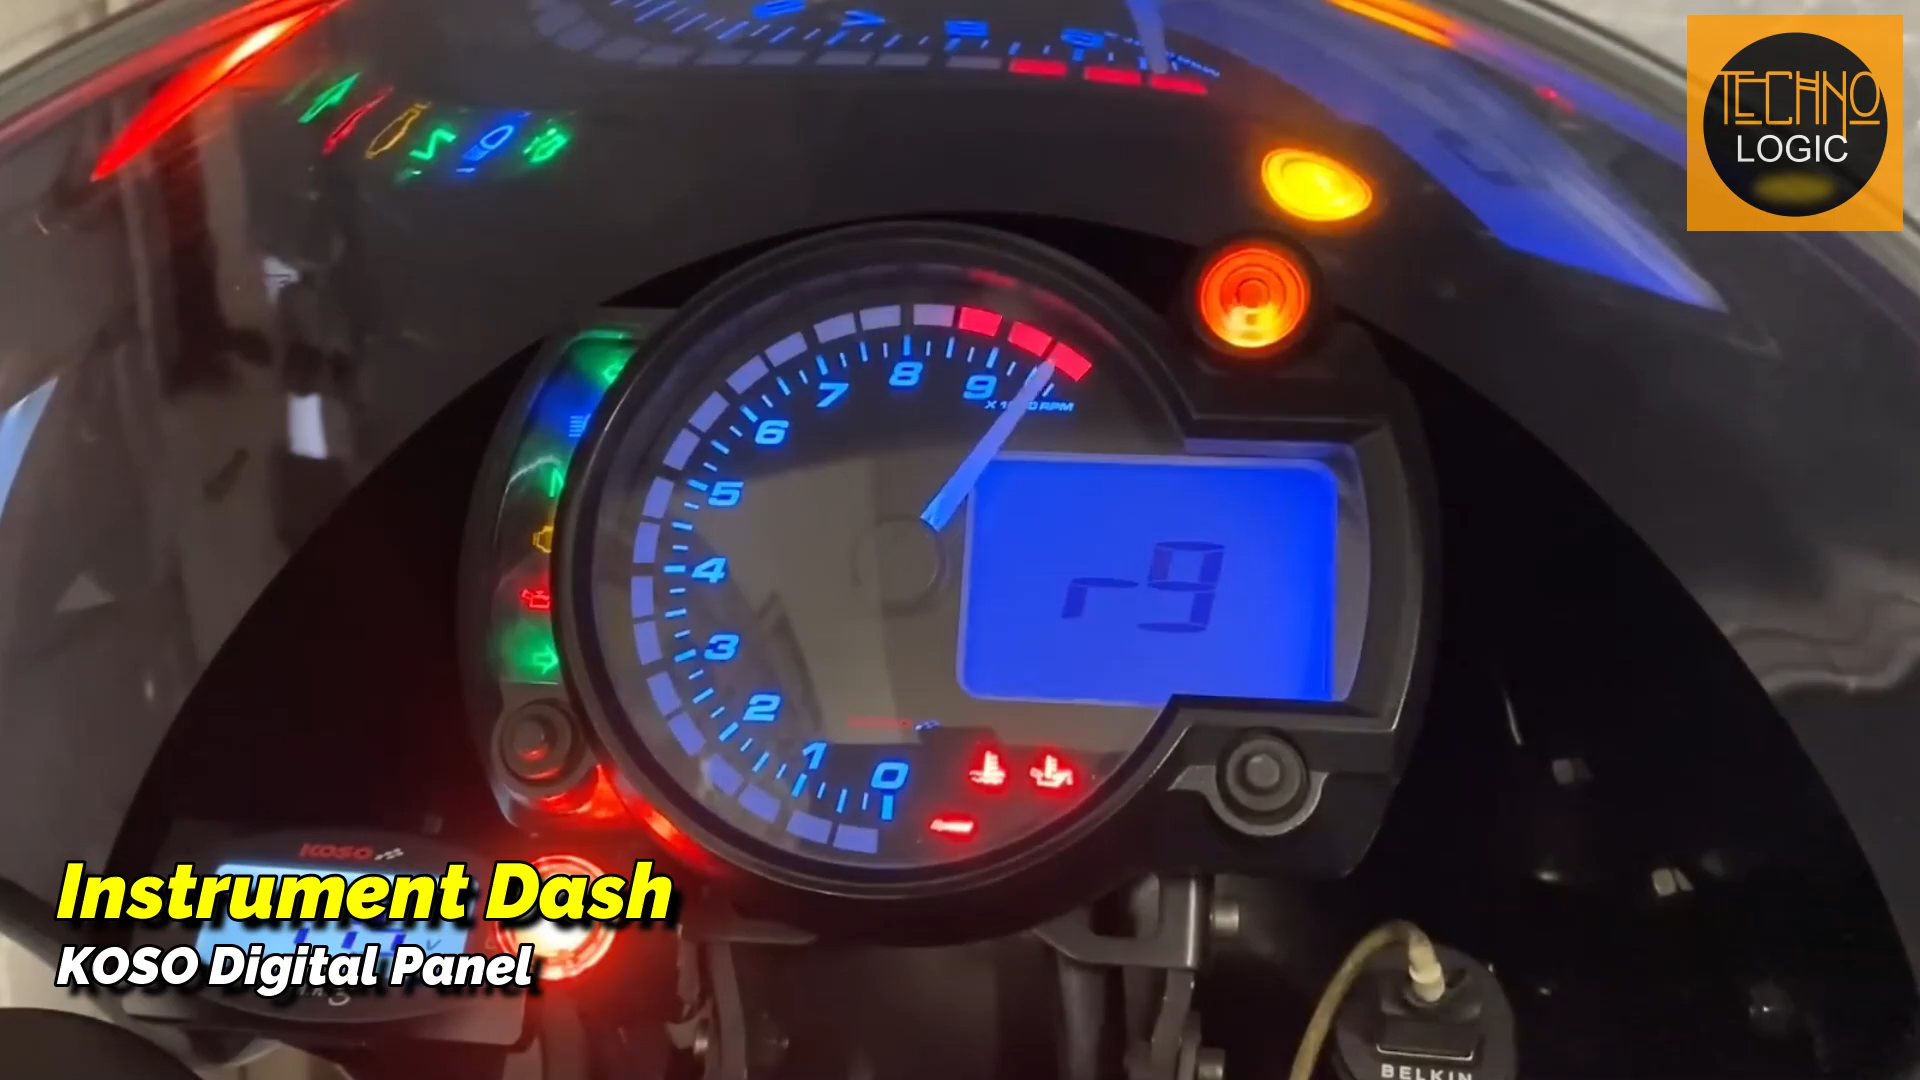 TECHNO
LOGIC
9
8
7
6
5
4
3
2
1
0
X 1000 RPM
r9
KOSO
Instrument Dash
KOSO Digital Panel
BELKIN